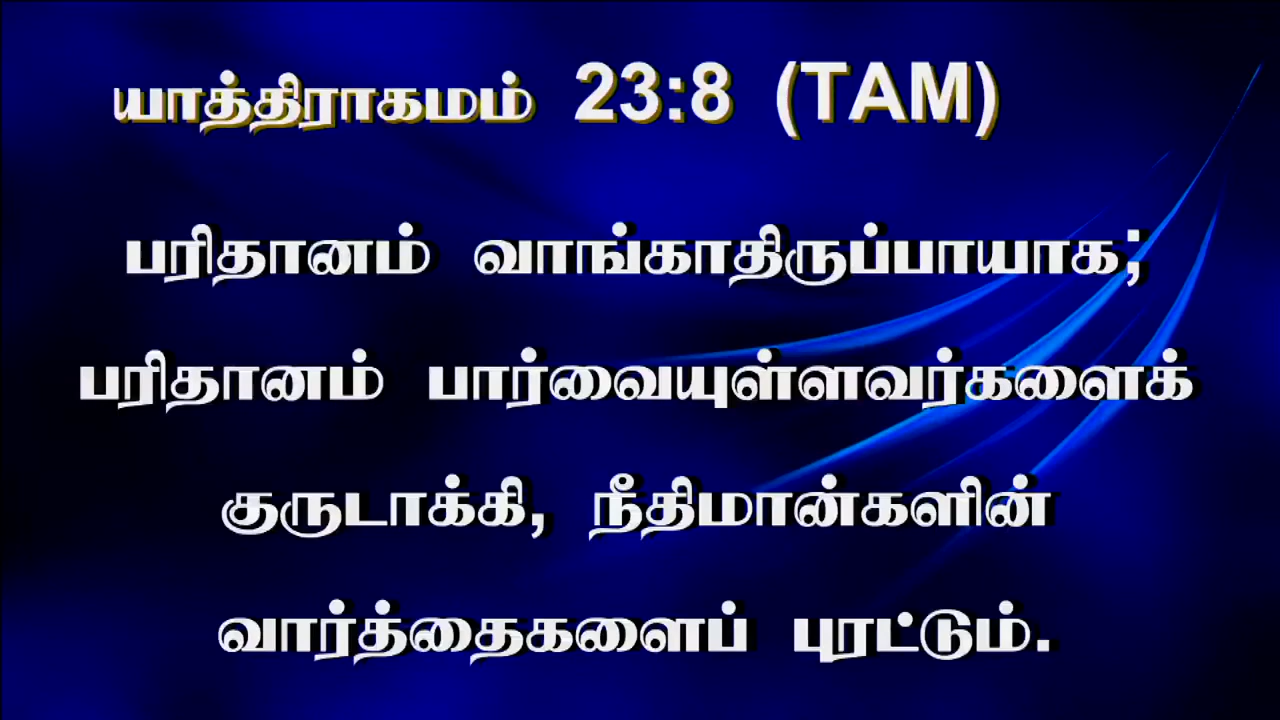 யாத்திராகமம் 23:8 (TAM)
பரிதானம் வாங்காதிருப்பாயாக;
பரிதானம் பார்வையுள்ளவர்களைக்
குருடாக்கி, நீதிமான்களின்
வார்த்தைகளைப் புரட்டும்.